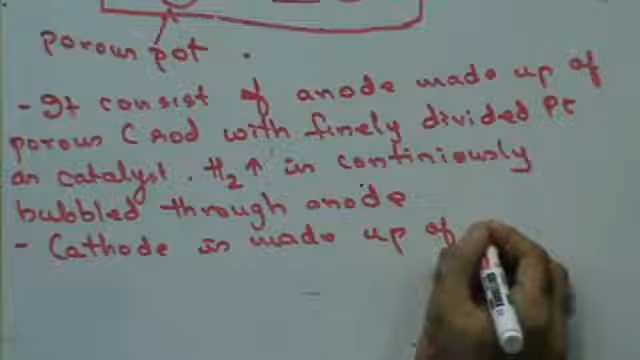 porous pot .
- It consist of anode made up of
porous C rod with finely divided Pt
as catalyst. H2↑ is continiously
bubbled through anode
- Cathode is made up of